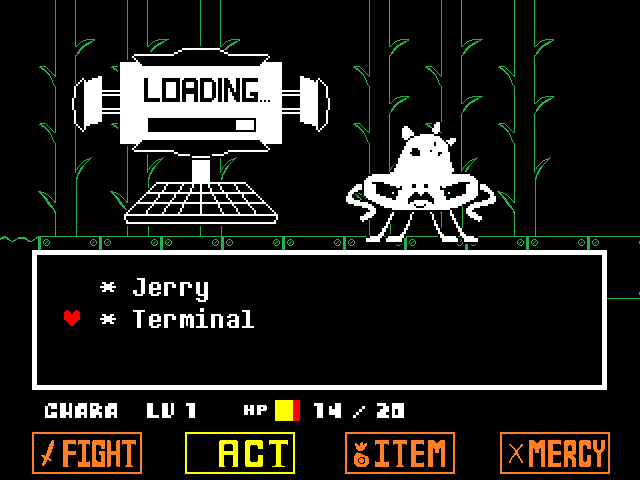 LOADING...
* Jerry
* Terminal
CHARA LV 1 HP 14 / 20
FIGHT ACT ITEM MERCY